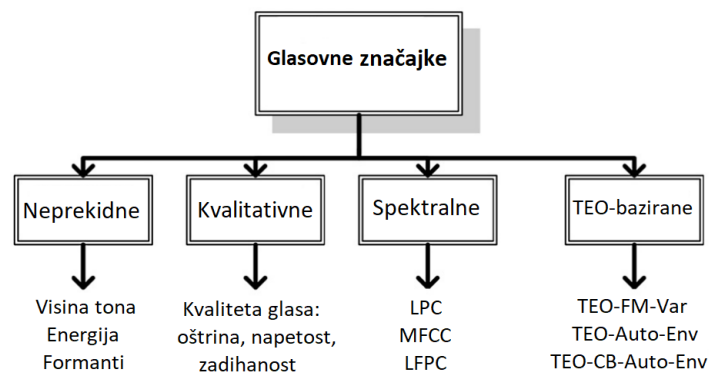 Glasovne značajke
Neprekidne
Kvalitativne
Spektralne
TEO-bazirane
Visina tona
Energija
Formanti
Kvaliteta glasa:
oštrina, napetost,
zadihanost
LPC
MFCC
LFPC
TEO-FM-Var
TEO-Auto-Env
TEO-CB-Auto-Env